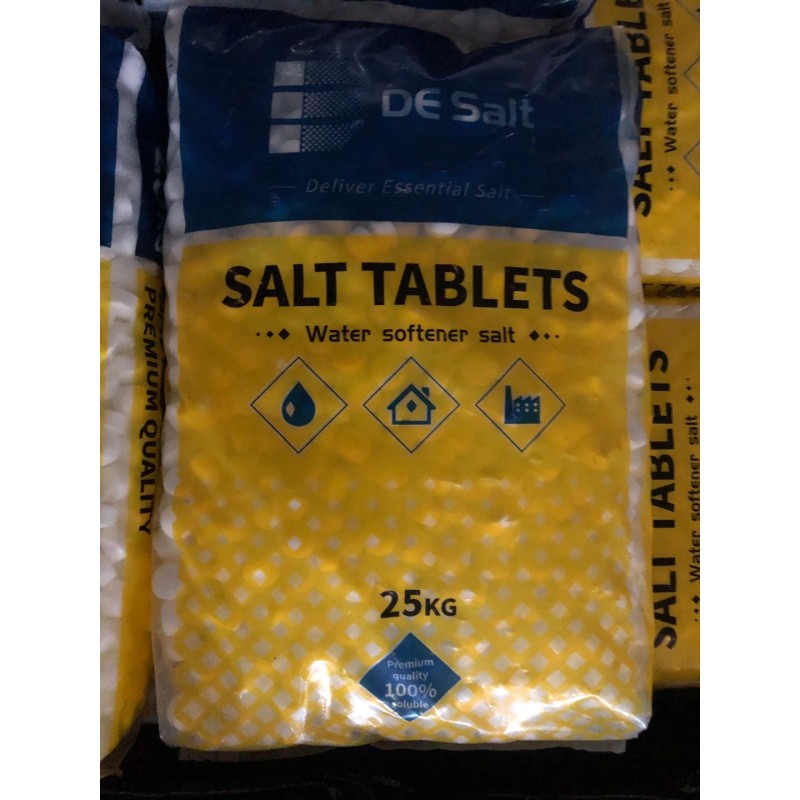 DE Salt
Deliver Essential Salt
SALT TABLETS
Water softener salt
25KG
Premium
quality
100%
soluble
PREMIUM QUALITY
SALT TABLE
Water softener salt
SALT TABLETS
Water softener salt